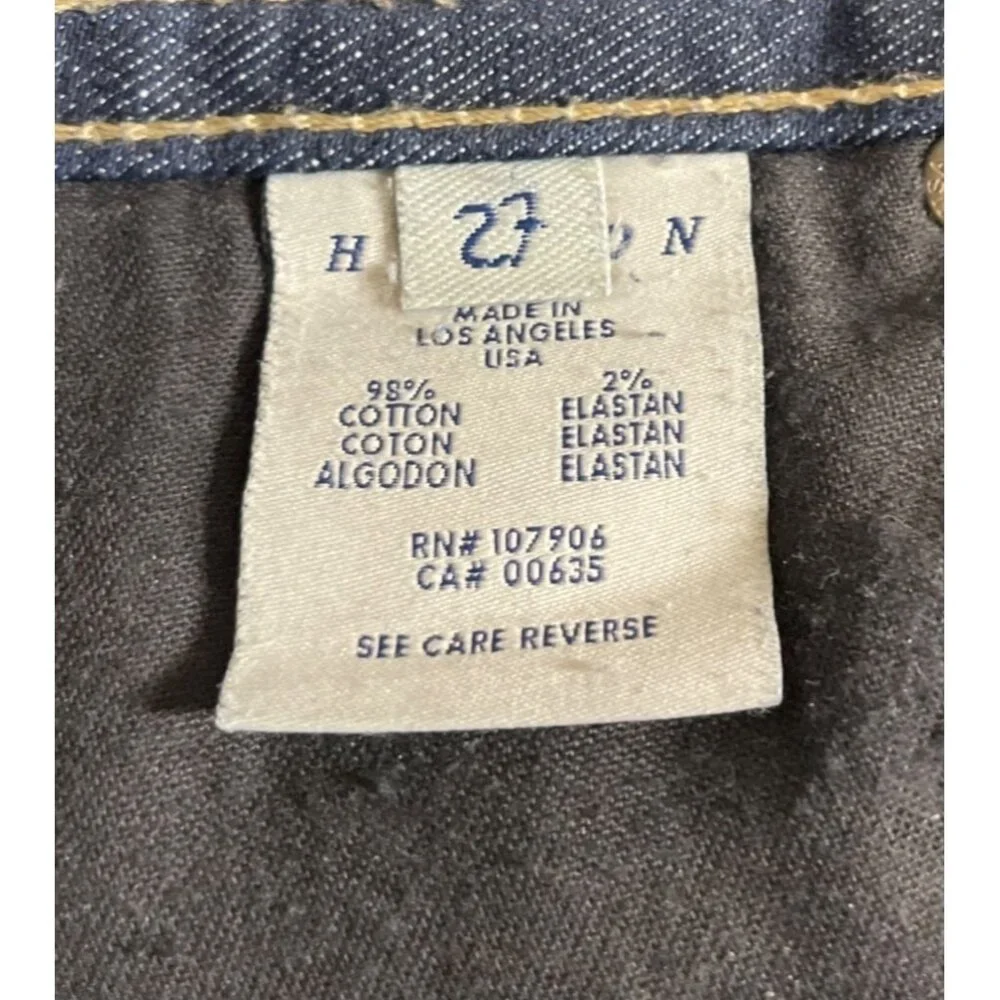 27
H O N
MADE IN
LOS ANGELES
USA
98% 2%
COTTON ELASTAN
COTON ELASTAN
ALGODON ELASTAN
RN# 107906
CA# 00635
SEE CARE REVERSE